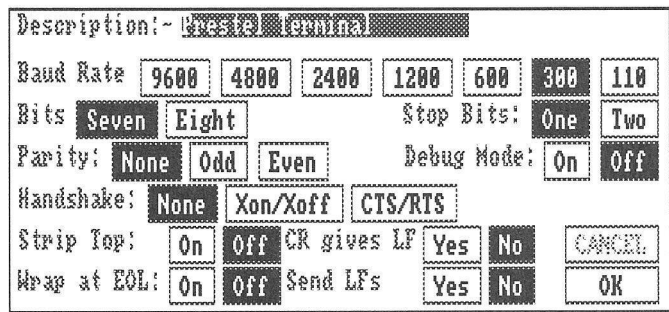 Description:~ Prestel Terminal
Baud Rate 9600 4800 2400 1200 600 300 110
Bits Seven Eight Stop Bits: One Two
Parity: None Odd Even Debug Mode: On Off
Handshake: None Xon/Xoff CTS/RTS
Strip Top: On Off CR gives LF Yes No CANCEL
Wrap at EOL: On Off Send LFs Yes No OK